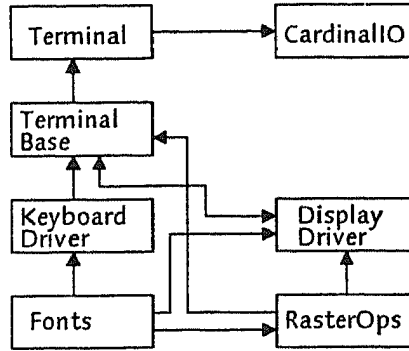 Terminal
CardinalIO
Terminal
Base
Keyboard
Driver
Display
Driver
Fonts
RasterOps